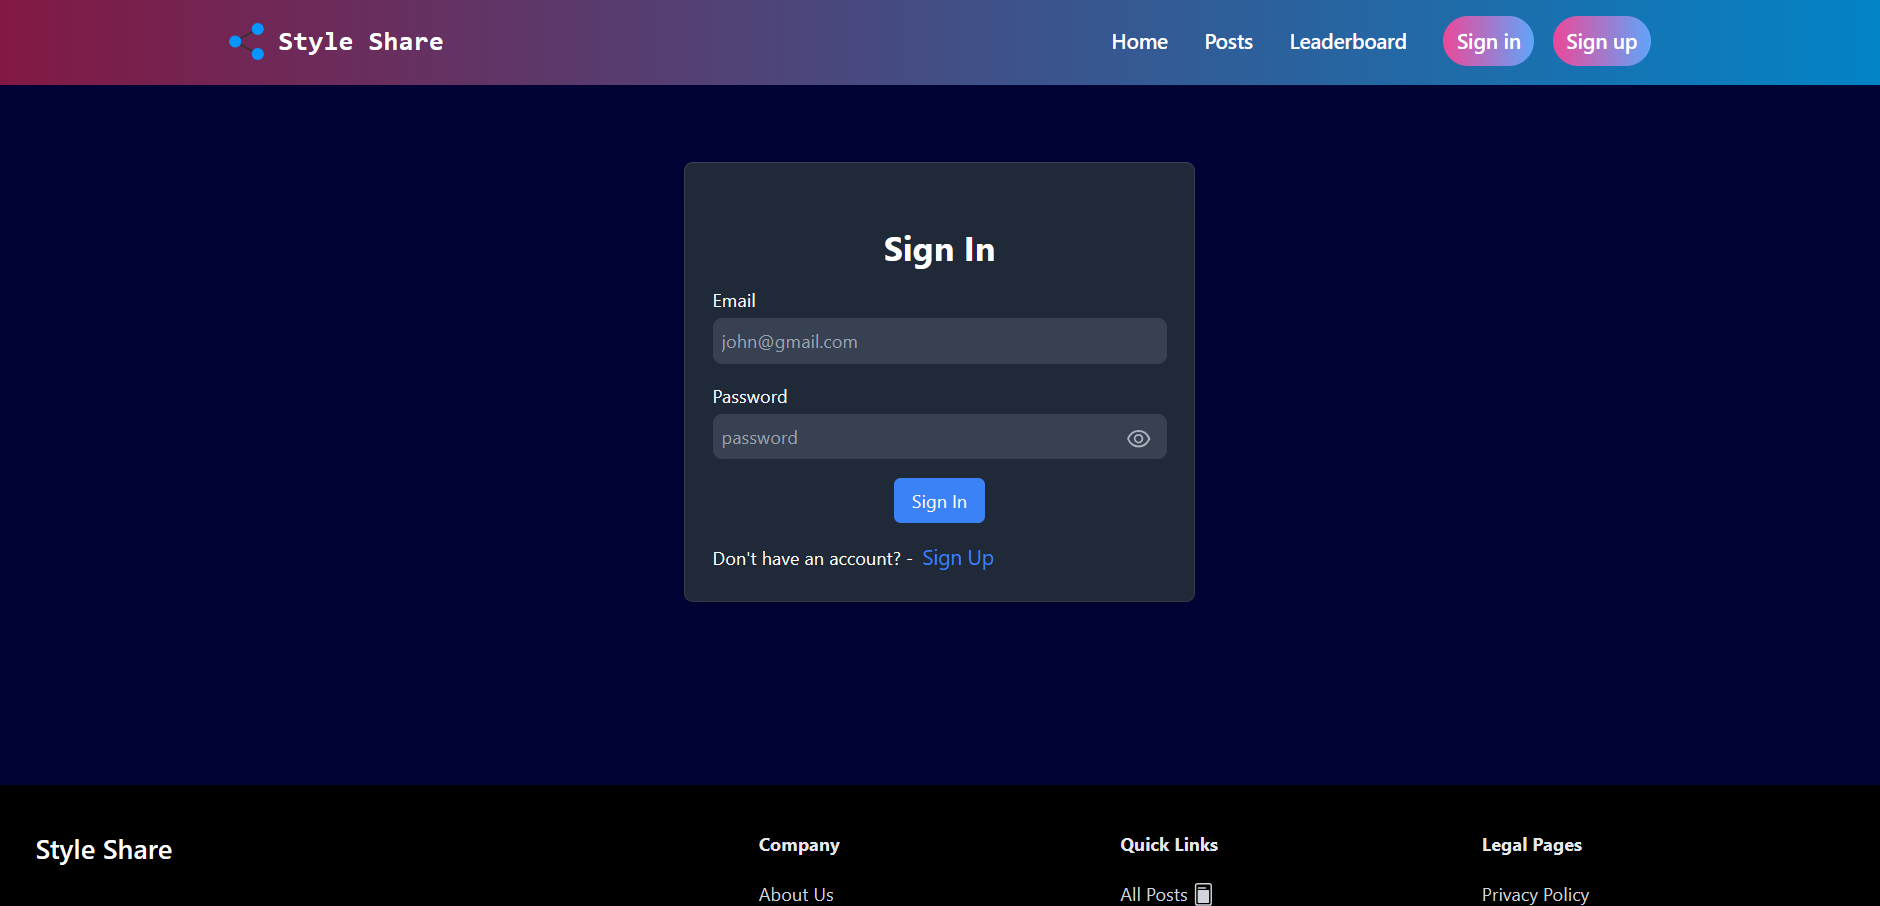 Style Share
Home
Posts
Leaderboard
Sign in
Sign up
Sign In
Email
john@gmail.com
Password
password
Sign In
Don't have an account? - Sign Up
Style Share
Company
Quick Links
Legal Pages
About Us
All Posts
Privacy Policy